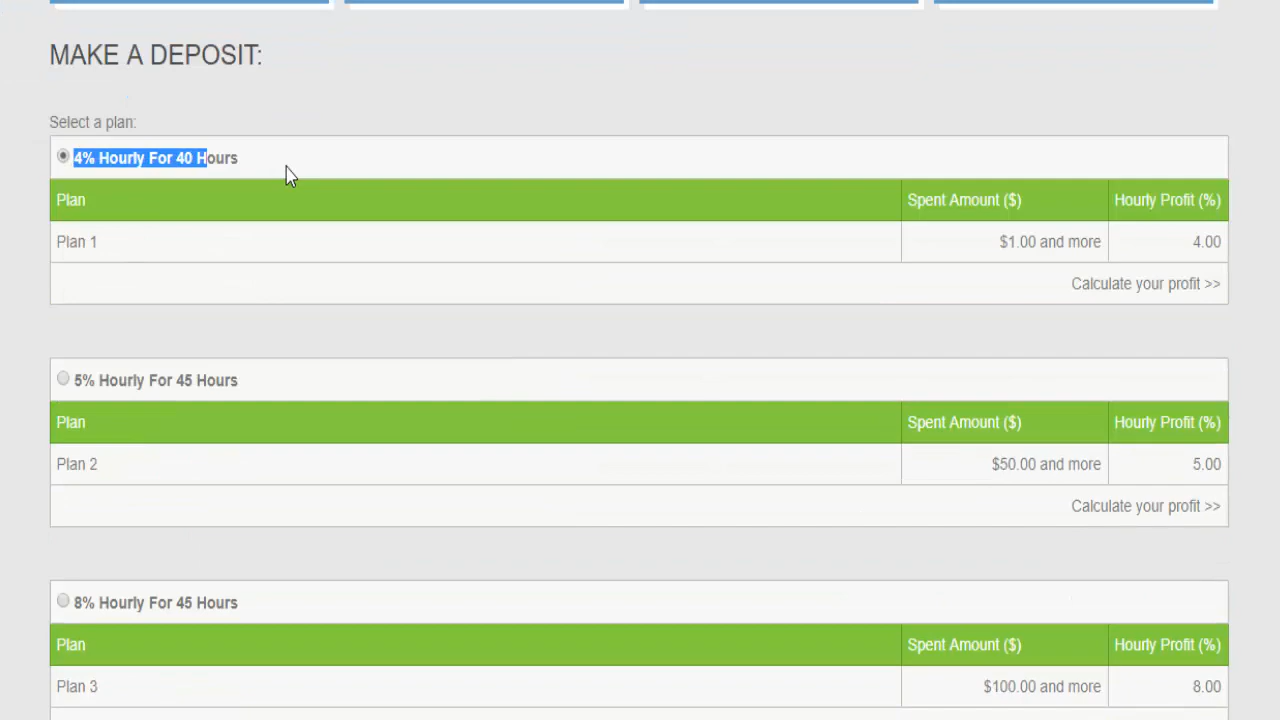 MAKE A DEPOSIT:
Select a plan:
4% Hourly For 40 Hours
Plan Spent Amount ($) Hourly Profit (%)
Plan 1 $1.00 and more 4.00
Calculate your profit >>
5% Hourly For 45 Hours
Plan Spent Amount ($) Hourly Profit (%)
Plan 2 $50.00 and more 5.00
Calculate your profit >>
8% Hourly For 45 Hours
Plan Spent Amount ($) Hourly Profit (%)
Plan 3 $100.00 and more 8.00